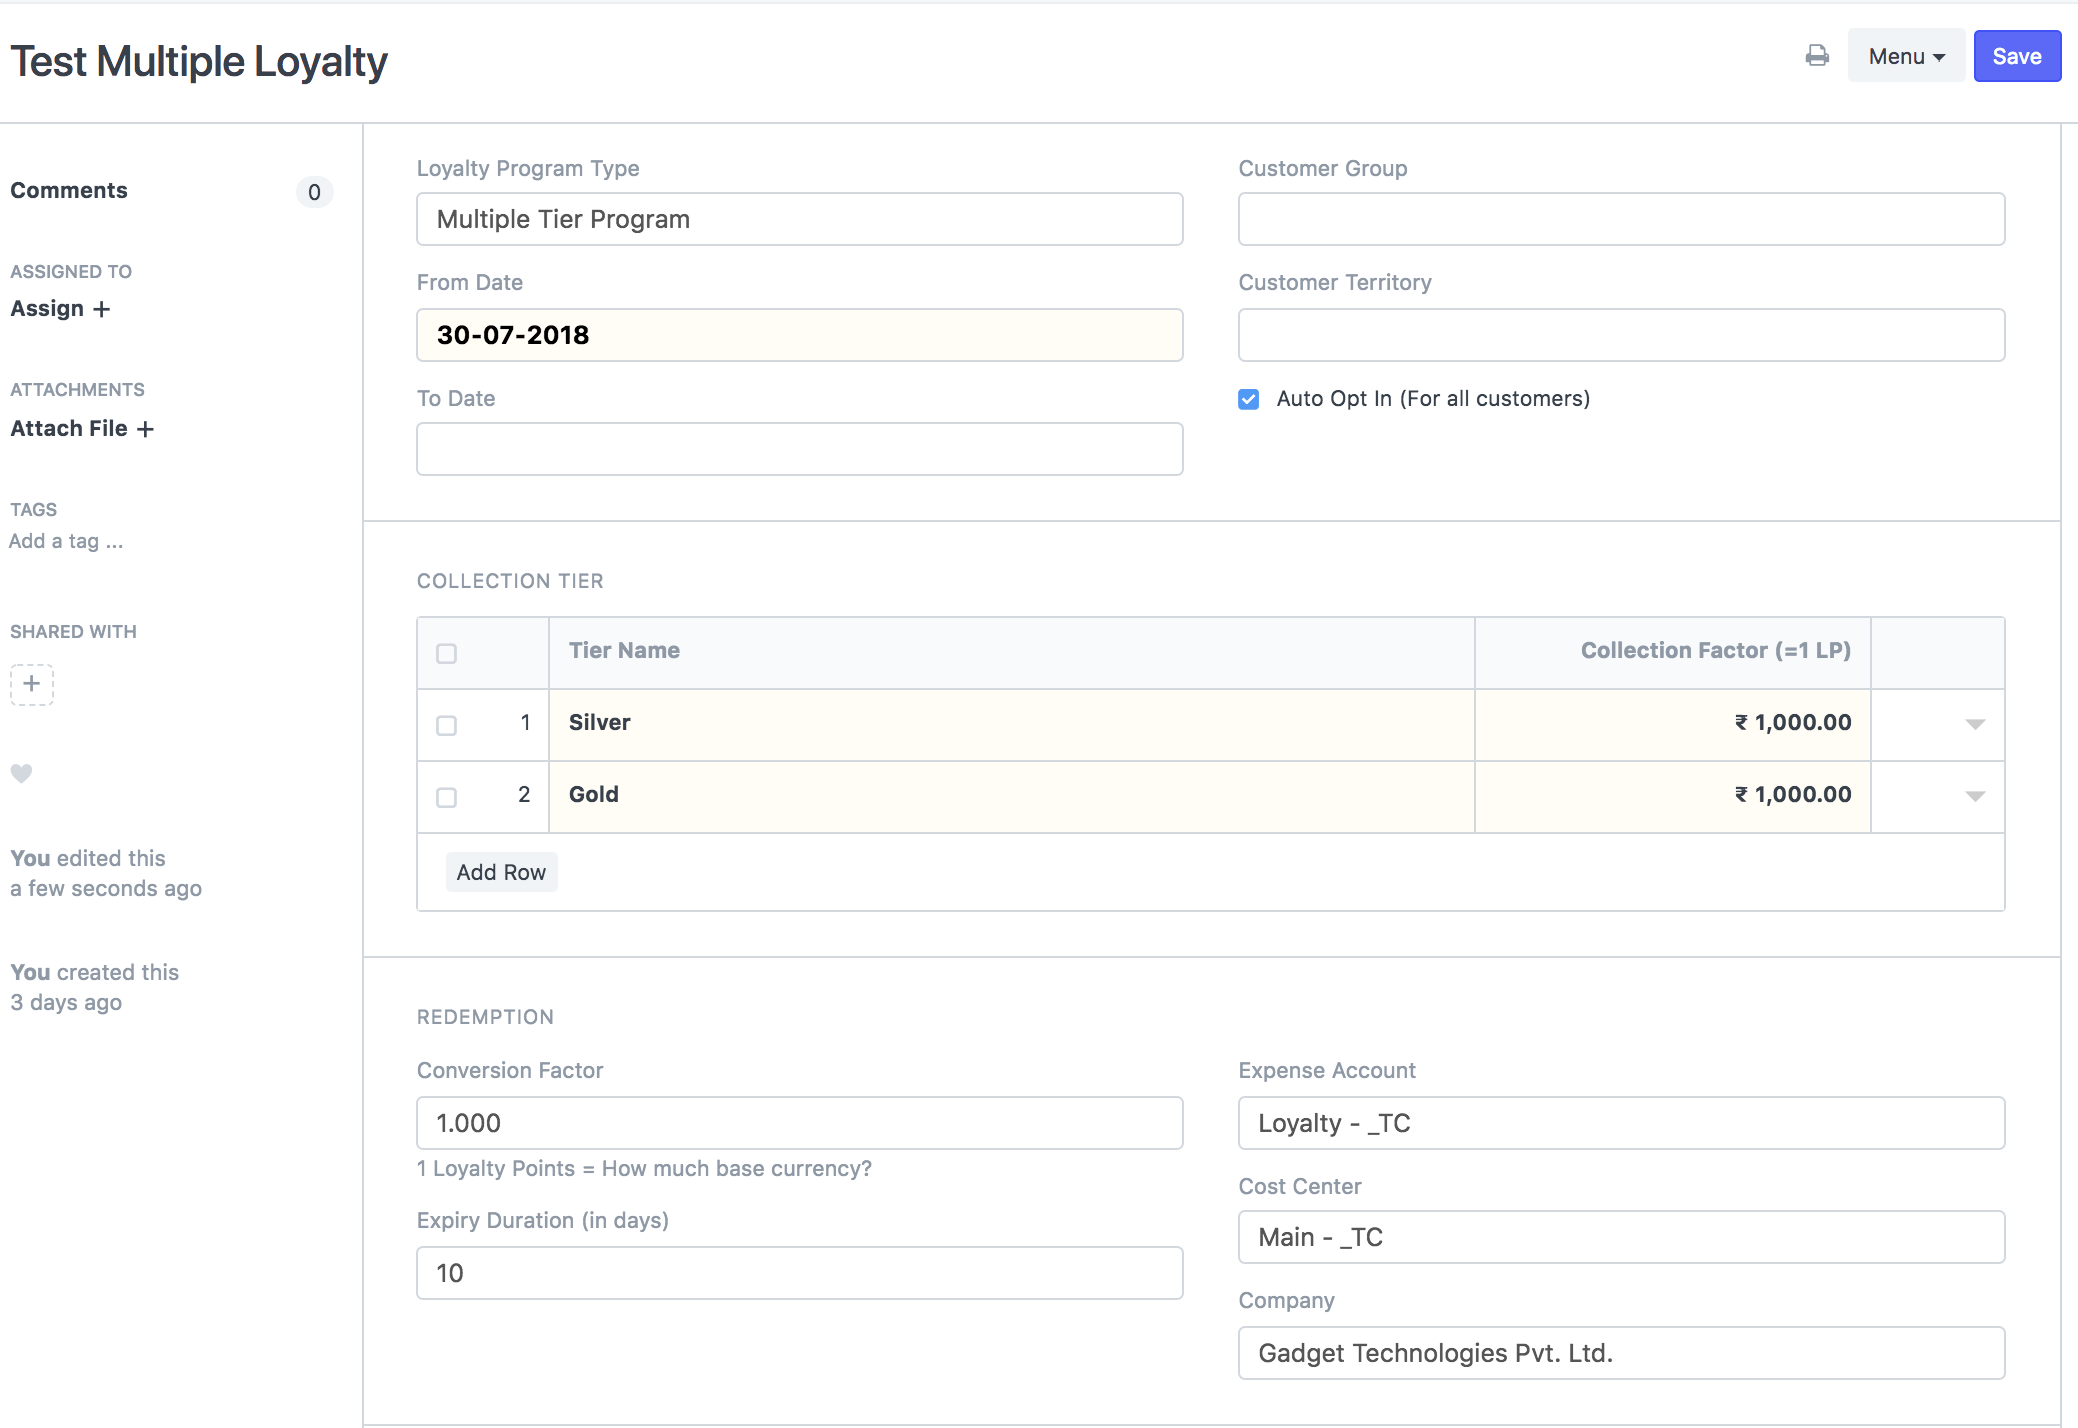 Test Multiple Loyalty
Menu
Save
Comments
0
ASSIGNED TO
Assign +
ATTACHMENTS
Attach File +
TAGS
Add a tag ...
SHARED WITH
+
You edited this
a few seconds ago
You created this
3 days ago
Loyalty Program Type
Multiple Tier Program
From Date
30-07-2018
To Date
Customer Group
Customer Territory
Auto Opt In (For all customers)
COLLECTION TIER
Tier Name Collection Factor (=1 LP)
1 Silver ₹ 1,000.00
2 Gold ₹ 1,000.00
Add Row
REDEMPTION
Conversion Factor
1.000
1 Loyalty Points = How much base currency?
Expiry Duration (in days)
10
Expense Account
Loyalty - _TC
Cost Center
Main - _TC
Company
Gadget Technologies Pvt. Ltd.